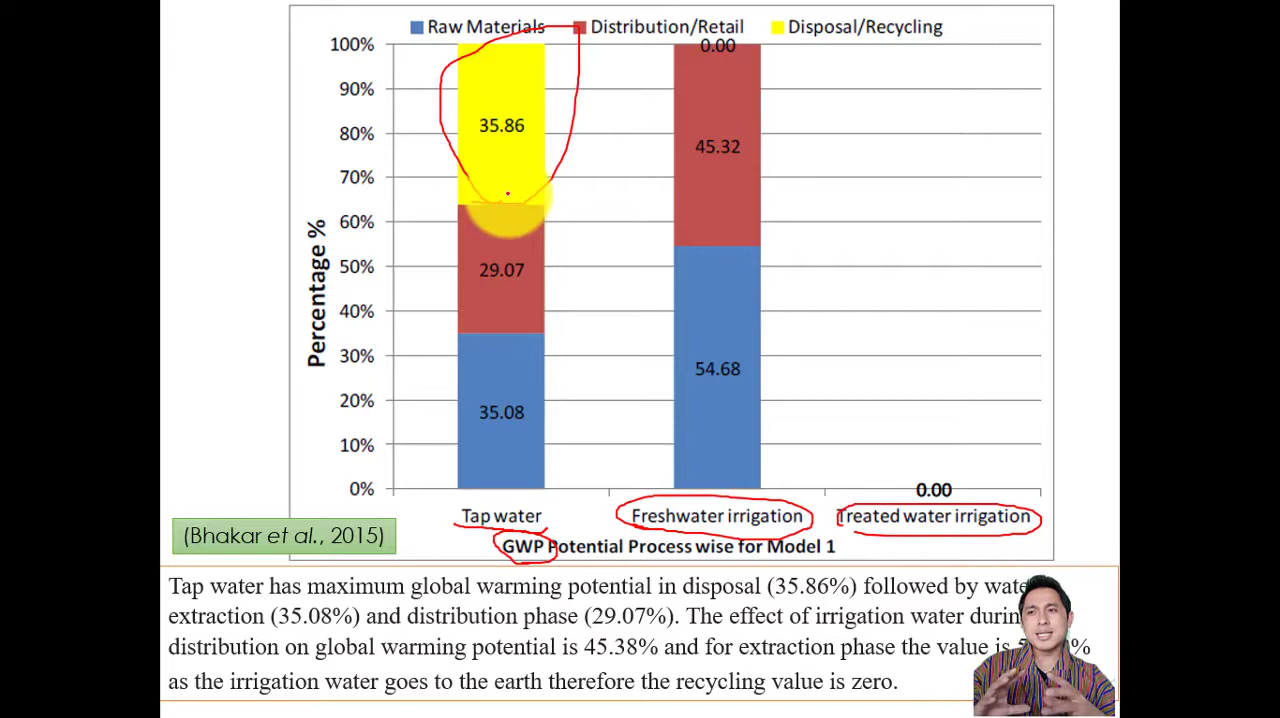 Raw Materials Distribution/Retail Disposal/Recycling
100%
90%
80%
70%
60%
50%
40%
30%
20%
10%
0%
Percentage %
35.86
29.07
35.08
0.00
45.32
54.68
0.00
Tap water Freshwater irrigation Treated water irrigation
GWP Potential Process wise for Model 1
(Bhakar et al., 2015)
Tap water has maximum global warming potential in disposal (35.86%) followed by
extraction (35.08%) and distribution phase (29.07%). The effect of irrigation water
distribution on global warming potential is 45.38% and for extraction phase the value is
as the irrigation water goes to the earth therefore the recycling value is zero.